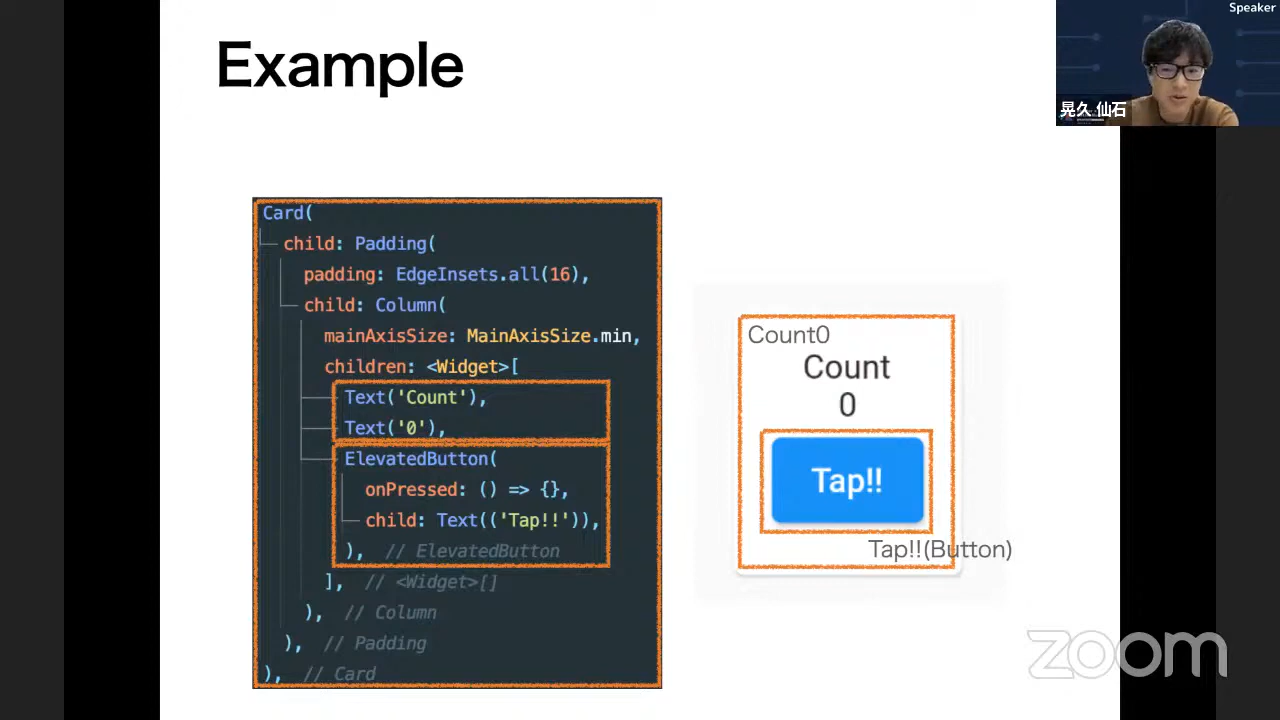 Speaker
晃久 仙石
Example
Card(
child: Padding(
padding: EdgeInsets.all(16),
child: Column(
mainAxisSize: MainAxisSize.min,
children: <Widget>[
Text('Count'),
Text('0'),
ElevatedButton(
onPressed: () => {},
child: Text(('Tap!!')),
), // ElevatedButton
], // <Widget>[]
), // Column
), // Padding
), // Card
Count0
Count
0
Tap!!
Tap!!(Button)
zoom